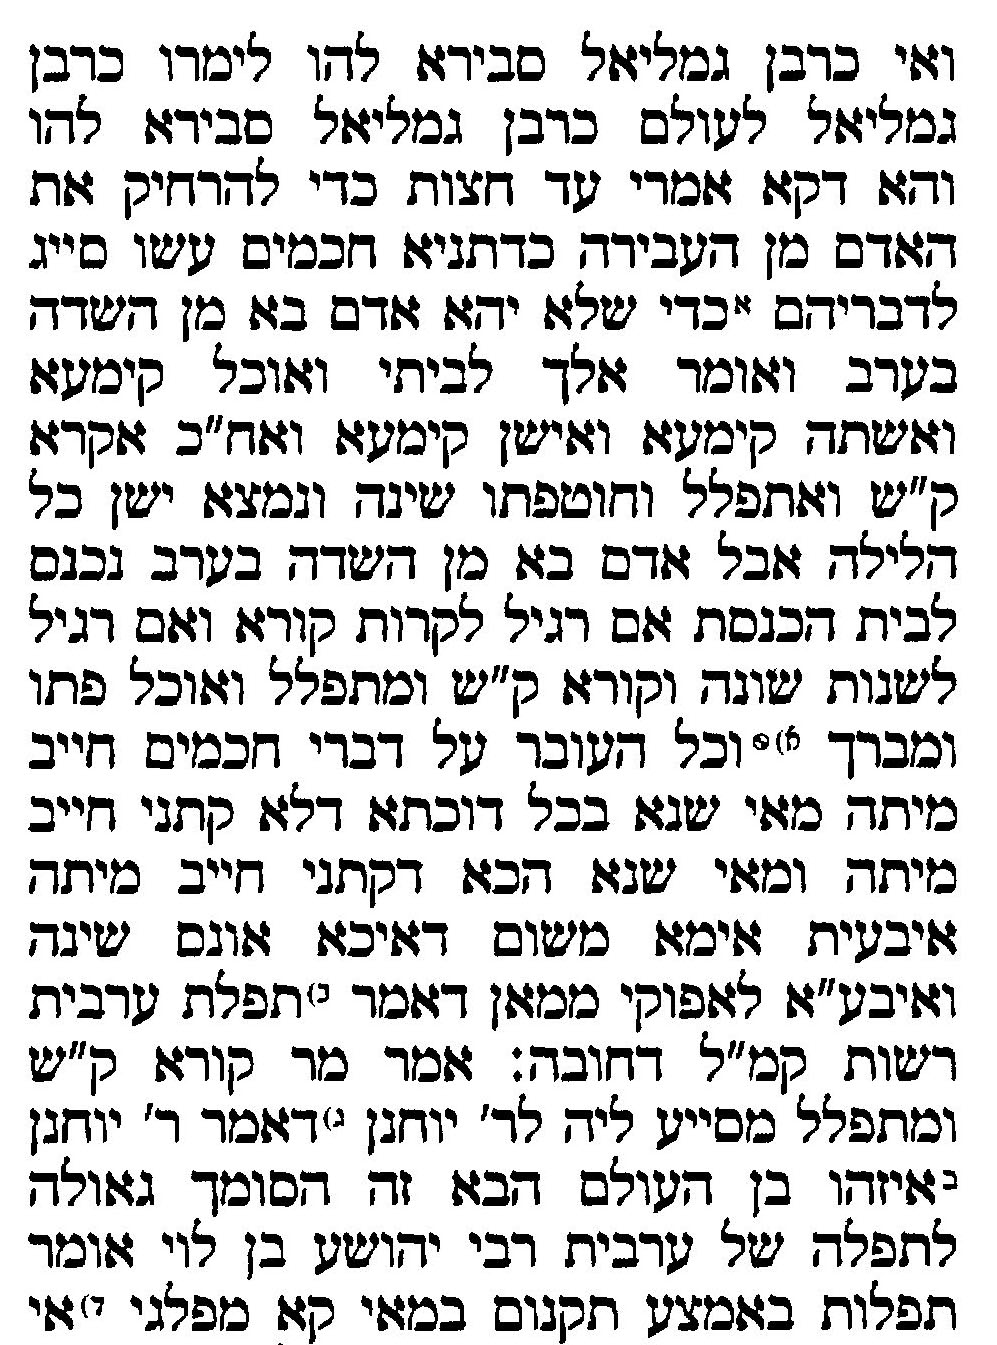 ואי כרבן גמליאל סבירא להו לימרו כרבן
גמליאל לעולם כרבן גמליאל סבירא להו
והא דקא אמרי עד חצות כדי להרחיק את
האדם מן העבירה כדתניא חכמים עשו סייג
לדבריהם אכדי שלא יהא אדם בא מן השדה
בערב ואומר אלך לביתי ואוכל קימעא
ואשתה קימעא ואישן קימעא ואח״כ אקרא
ק״ש ואתפלל וחוטפתו שינה ונמצא ישן כל
הלילה אבל אדם בא מן השדה בערב נכנס
לבית הכנסת אם רגיל לקרות קורא ואם רגיל
לשנות שונה וקורא ק״ש ומתפלל ואוכל פתו
ומברך א) וכל העובר על דברי חכמים חייב
מיתה מאי שנא בכל דוכתא דלא קתני חייב
מיתה ומאי שנא הכא דקתני חייב מיתה
איבעית אימא משום דאיכא אונס שינה
ואיבע״א לאפוקי ממאן דאמר ב)תפלת ערבית
רשות קמ״ל דחובה: אמר מר קורא ק״ש
ומתפלל מסייע ליה לר׳ יוחנן ג)דאמר ר׳ יוחנן
באיזהו בן העולם הבא זה הסומך גאולה
לתפלה של ערבית רבי יהושע בן לוי אומר
תפלות באמצע תקנום במאי קא מפלגי ד)אי